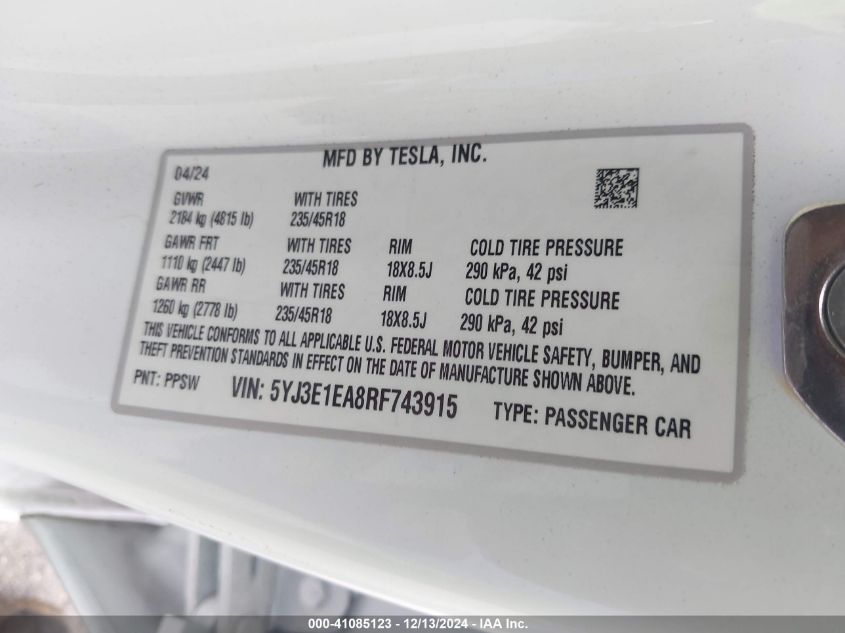 MFD BY TESLA, INC.
04/24
GVWR WITH TIRES
2184 kg (4815 lb) 235/45R18
GAWR FRT WITH TIRES RIM COLD TIRE PRESSURE
1110 kg (2447 lb) 235/45R18 18X8.5J 290 kPa, 42 psi
GAWR RR WITH TIRES RIM COLD TIRE PRESSURE
1260 kg (2778 lb) 235/45R18 18X8.5J 290 kPa, 42 psi
THIS VEHICLE CONFORMS TO ALL APPLICABLE U.S. FEDERAL MOTOR VEHICLE SAFETY, BUMPER, AND
THEFT PREVENTION STANDARDS IN EFFECT ON THE DATE OF MANUFACTURE SHOWN ABOVE.
PNT: PPSW VIN: 5YJ3E1EA8RF743915 TYPE: PASSENGER CAR
000-41085123 - 12/13/2024 - IAA Inc.